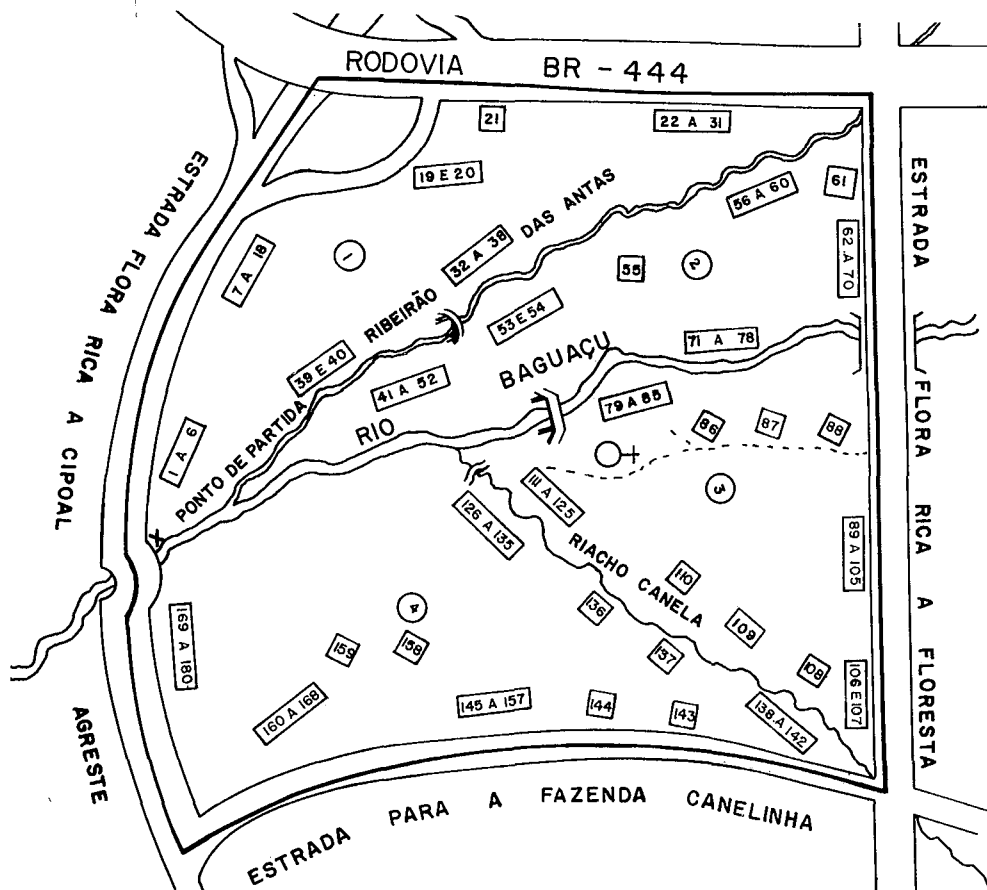 RODOVIA BR - 444
21
22 A 31
19 E 20
61
56 A 60
ESTRADA FLORA RICA A CIPOAL
ESTRADA FLORA RICA A FLORESTA
7 A 18
1
32 A 38
RIBEIRÃO DAS ANTAS
55
2
62 A 70
53 E 54
71 A 78
39 E 40
41 A 52
RIO BAGUAÇU
79 A 85
86
87
88
1 A 6
PONTO DE PARTIDA
X
111 A 125
3
126 A 135
RIACHO CANELA
89 A 105
110
136
109
4
169 A 180
159
158
137
108
106 E 107
160 A 168
145 A 157
144
143
138 A 142
AGRESTE
ESTRADA PARA A FAZENDA CANELINHA